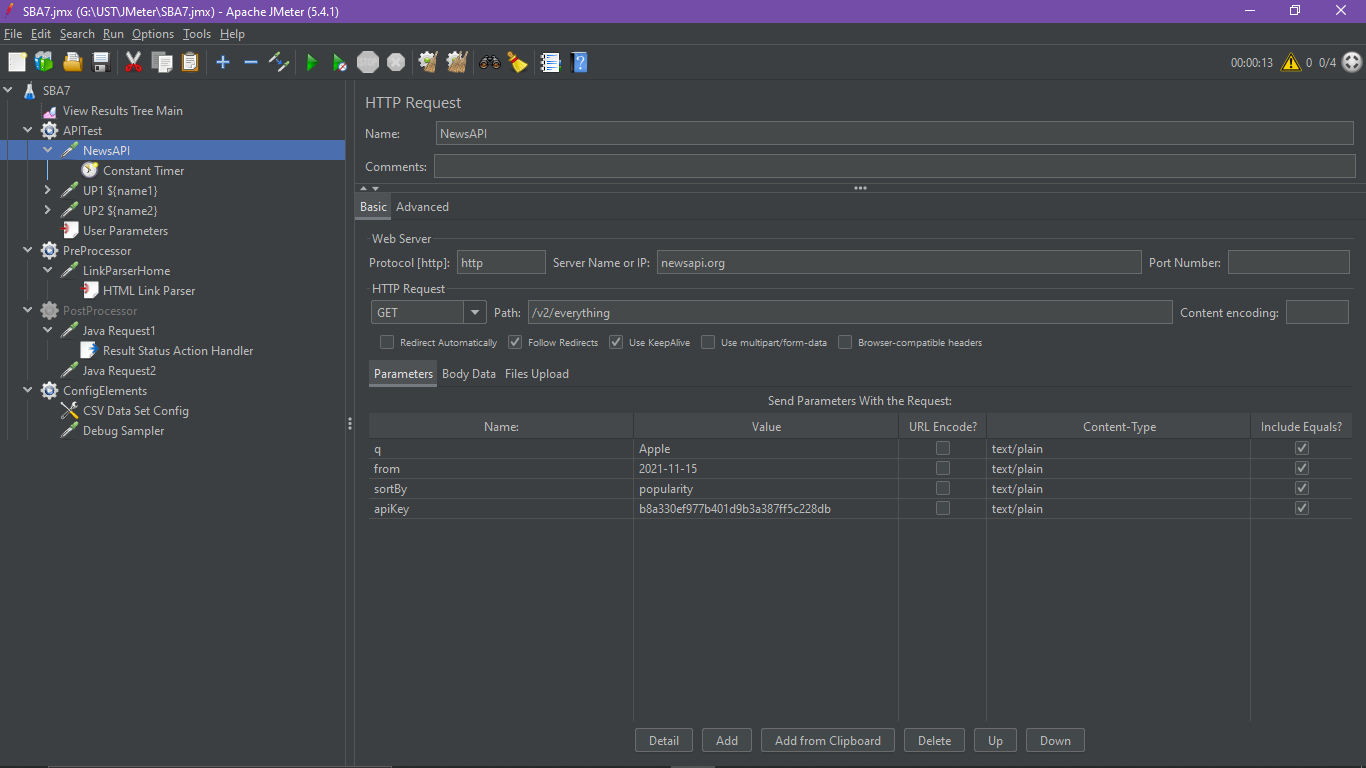 SBA7.jmx (G:\UST\JMeter\SBA7.jmx) - Apache JMeter (5.4.1)
File Edit Search Run Options Tools Help
STOP
00:00:13 0 0/4
SBA7
View Results Tree Main
APITest
NewsAPI
Constant Timer
UP1 ${name1}
UP2 ${name2}
User Parameters
PreProcessor
LinkParserHome
HTML Link Parser
PostProcessor
Java Request1
Result Status Action Handler
Java Request2
ConfigElements
CSV Data Set Config
Debug Sampler
HTTP Request
Name: NewsAPI
Comments:
Basic Advanced
Web Server
Protocol [http]: http Server Name or IP: newsapi.org Port Number:
HTTP Request
GET Path: /v2/everything Content encoding:
Redirect Automatically Follow Redirects Use KeepAlive Use multipart/form-data Browser-compatible headers
Parameters Body Data Files Upload
Send Parameters With the Request:
Name: Value URL Encode? Content-Type Include Equals?
q Apple text/plain
from 2021-11-15 text/plain
sortBy popularity text/plain
apiKey b8a330ef977b401d9b3a387ff5c228db text/plain
Detail Add Add from Clipboard Delete Up Down